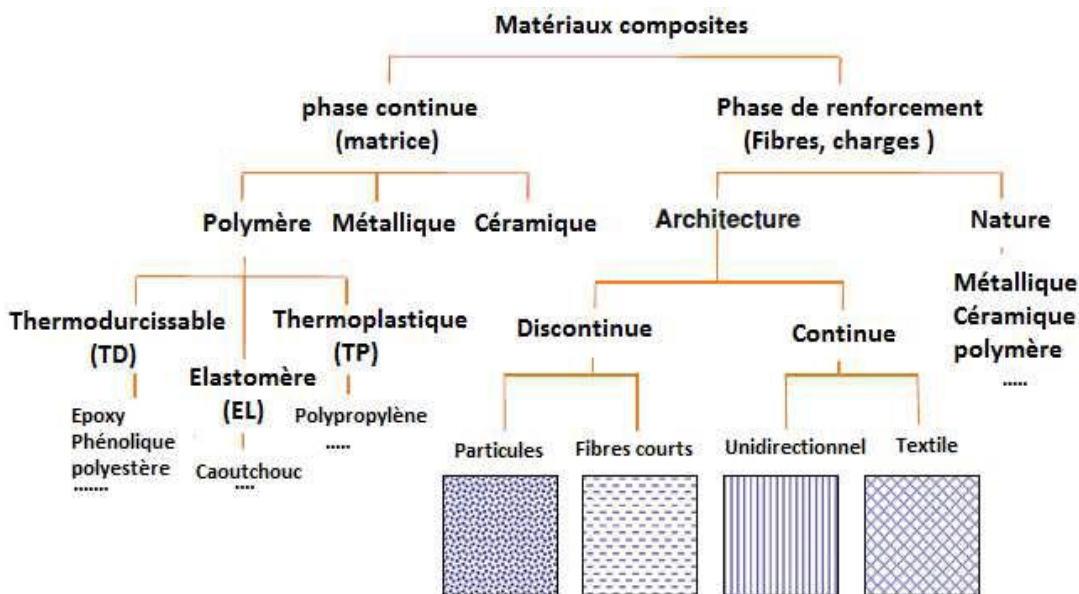 Matériaux composites
phase continue
(matrice)
Phase de renforcement
(Fibres, charges )
Polymère
Métallique
Céramique
Architecture
Nature
Thermodurcissable
(TD)
Elastomère
(EL)
Thermoplastique
(TP)
Discontinue
Continue
Métallique
Céramique
polymère
.....
Epoxy
Phénolique
polyestère
.......
Caoutchouc
....
Polypropylène
.....
Particules
Fibres courts
Unidirectionnel
Textile